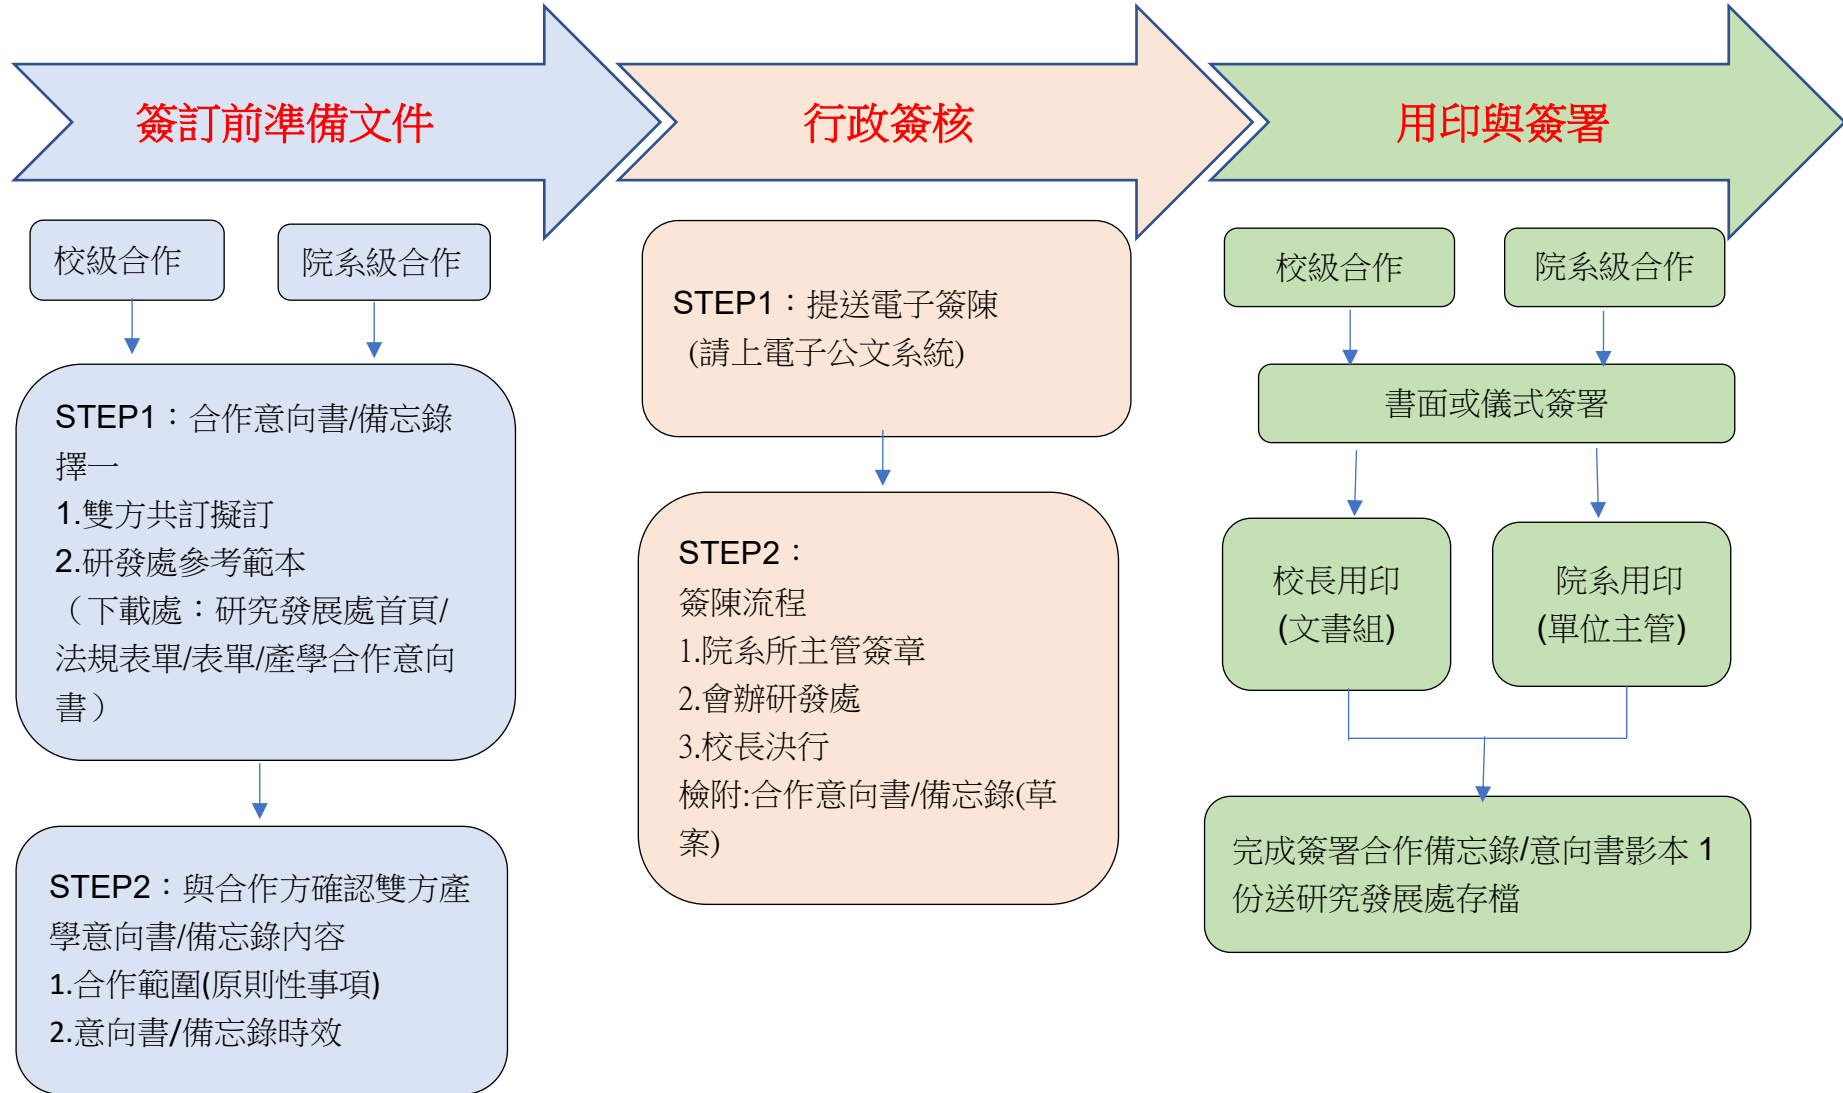 簽訂前準備文件
行政簽核
用印與簽署
校級合作
院系級合作
STEP1：合作意向書/備忘錄
擇一
1.雙方共訂擬訂
2.研發處參考範本
（下載處：研究發展處首頁/
法規表單/表單/產學合作意向
書）
STEP2：與合作方確認雙方產
學意向書/備忘錄內容
1.合作範圍(原則性事項)
2.意向書/備忘錄時效
STEP1：提送電子簽陳
(請上電子公文系統)
STEP2：
簽陳流程
1.院系所主管簽章
2.會辦研發處
3.校長決行
檢附:合作意向書/備忘錄(草
案)
校級合作
院系級合作
書面或儀式簽署
校長用印
(文書組)
院系用印
(單位主管)
完成簽署合作備忘錄/意向書影本 1
份送研究發展處存檔